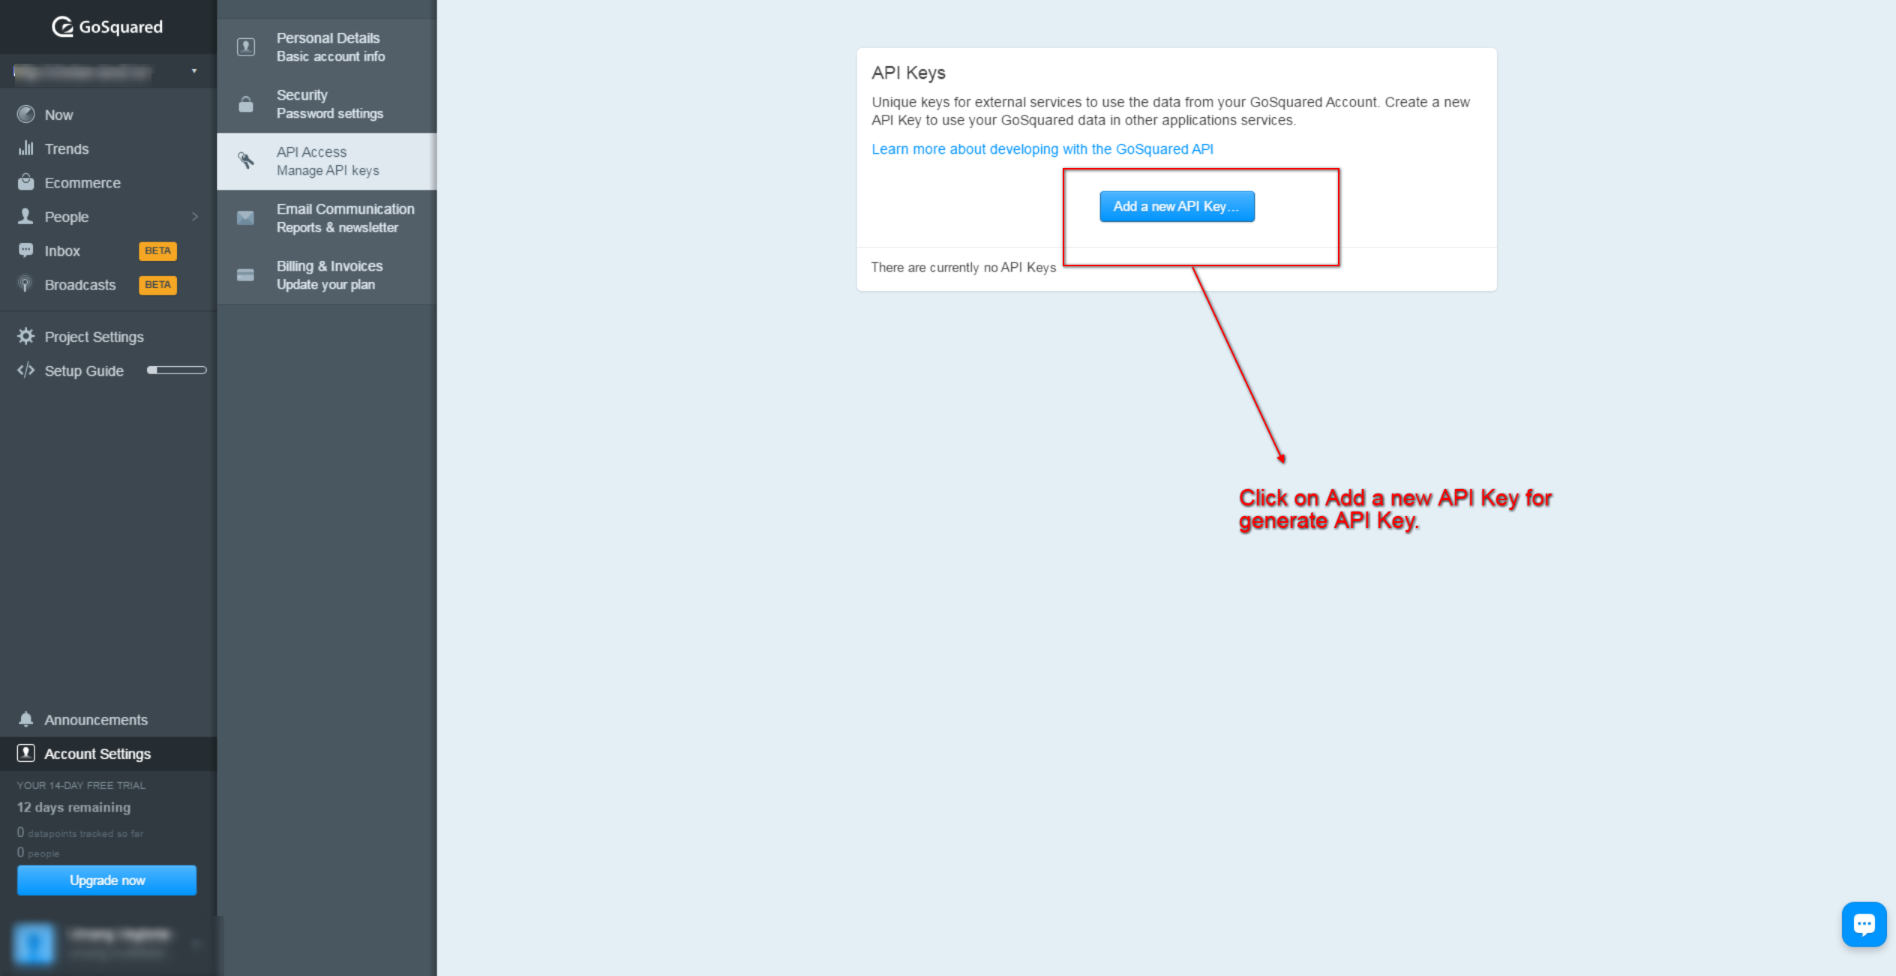 GoSquared
Now
Trends
Ecommerce
People
Inbox
BETA
Broadcasts
BETA
Project Settings
Setup Guide
Announcements
Account Settings
YOUR 14-DAY FREE TRIAL
12 days remaining
0 datapoints tracked so far
0 people
Upgrade now
Personal Details
Basic account info
Security
Password settings
API Access
Manage API keys
Email Communication
Reports & newsletter
Billing & Invoices
Update your plan
API Keys
Unique keys for external services to use the data from your GoSquared Account. Create a new
API Key to use your GoSquared data in other applications services.
Learn more about developing with the GoSquared API
Add a new API Key...
There are currently no API Keys
Click on Add a new API Key for
generate API Key.